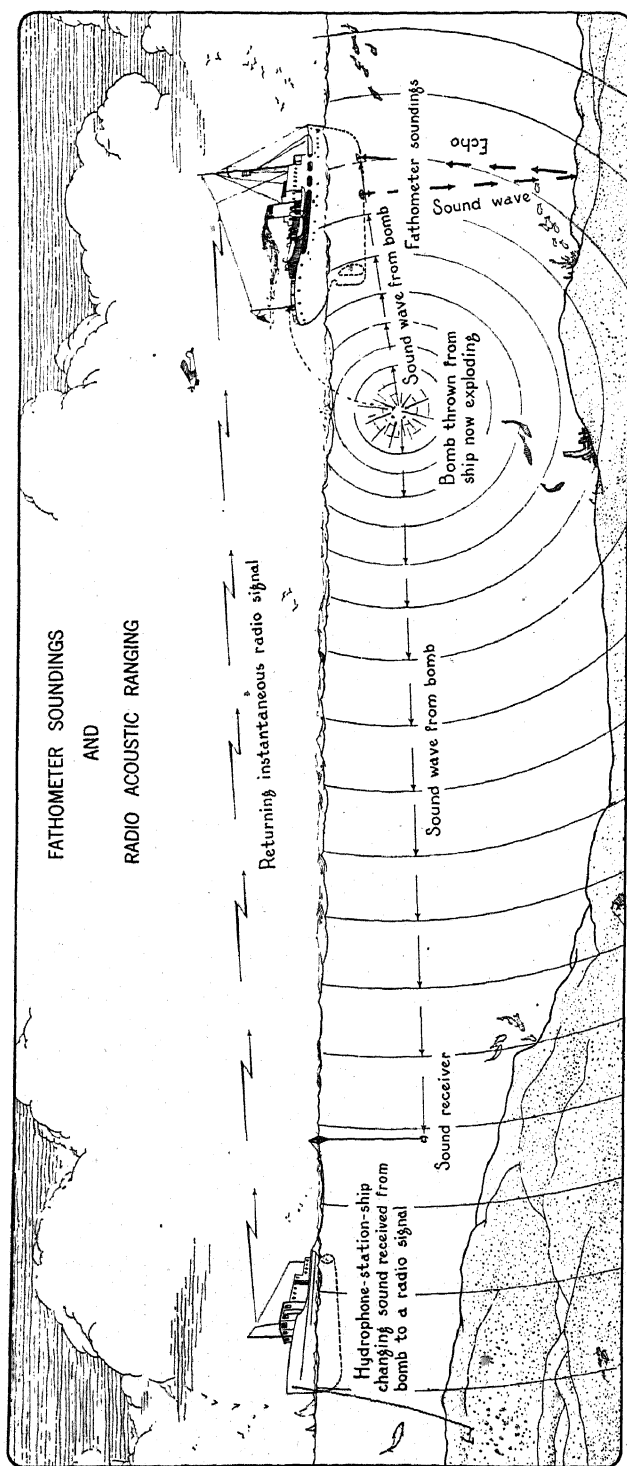 FATHOMETER SOUNDINGS
AND
RADIO ACOUSTIC RANGING
Returning instantaneous radio signal
Hydrophone-station-ship
changing sound received from
bomb to a radio signal
Sound receiver
Sound wave from bomb
Bomb thrown from
ship now exploding
Sound wave from bomb
Fathometer soundings
Sound wave
Echo